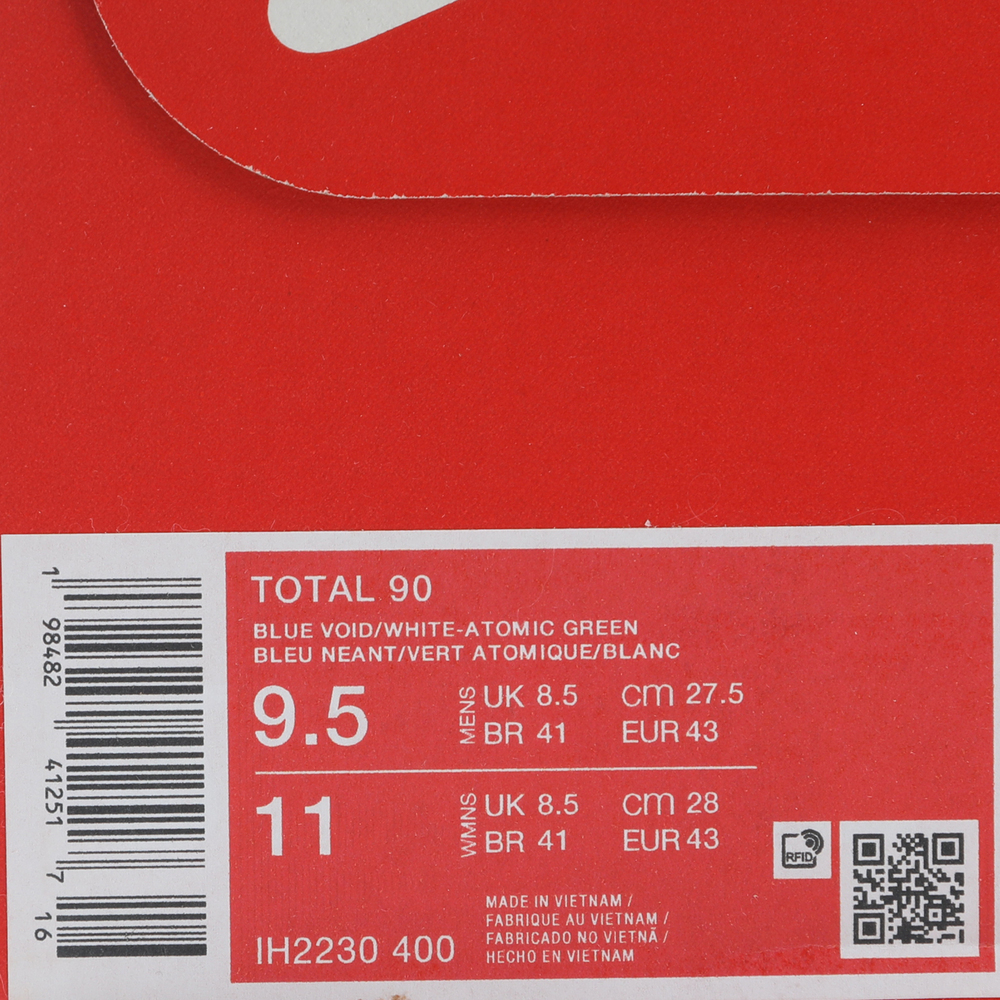 TOTAL 90
BLUE VOID/WHITE-ATOMIC GREEN
BLEU NEANT/VERT ATOMIQUE/BLANC
9.5 MENS UK 8.5 cm 27.5
BR 41 EUR 43
11 WMNS UK 8.5 cm 28
BR 41 EUR 43
RFID
MADE IN VIETNAM /
FABRIQUE AU VIETNAM /
FABRICADO NO VIETNÃ /
HECHO EN VIETNAM
IH2230 400
1 98482 41251 7 16